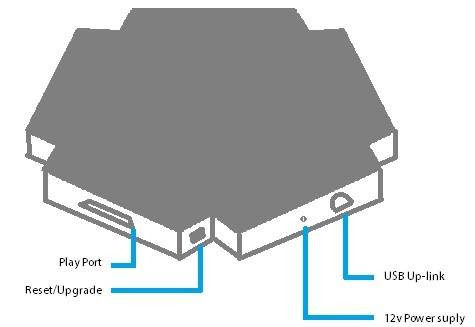 Play Port
Reset/Upgrade
USB Up-link
12v Power suply